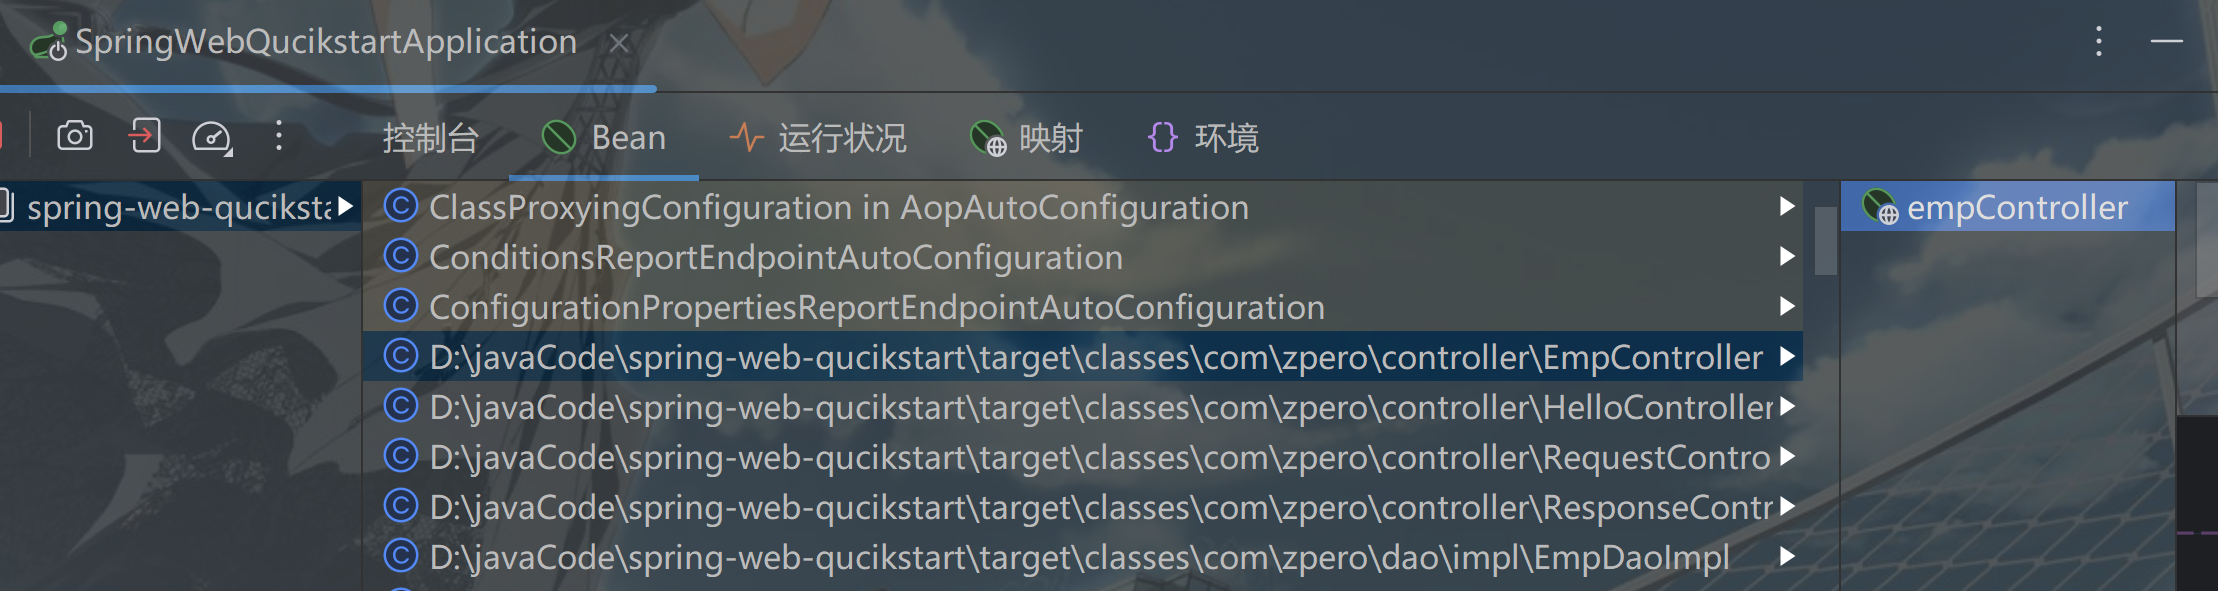 SpringWebQucikstartApplication
控制台 Bean 运行状况 映射 环境
spring-web-quciksta
ClassProxyingConfiguration in AopAutoConfiguration
ConditionsReportEndpointAutoConfiguration
ConfigurationPropertiesReportEndpointAutoConfiguration
D:\javaCode\spring-web-qucikstart\target\classes\com\zpero\controller\EmpController
D:\javaCode\spring-web-qucikstart\target\classes\com\zpero\controller\HelloController
D:\javaCode\spring-web-qucikstart\target\classes\com\zpero\controller\RequestContro
D:\javaCode\spring-web-qucikstart\target\classes\com\zpero\controller\ResponseContr
D:\javaCode\spring-web-qucikstart\target\classes\com\zpero\dao\impl\EmpDaoImpl
empController